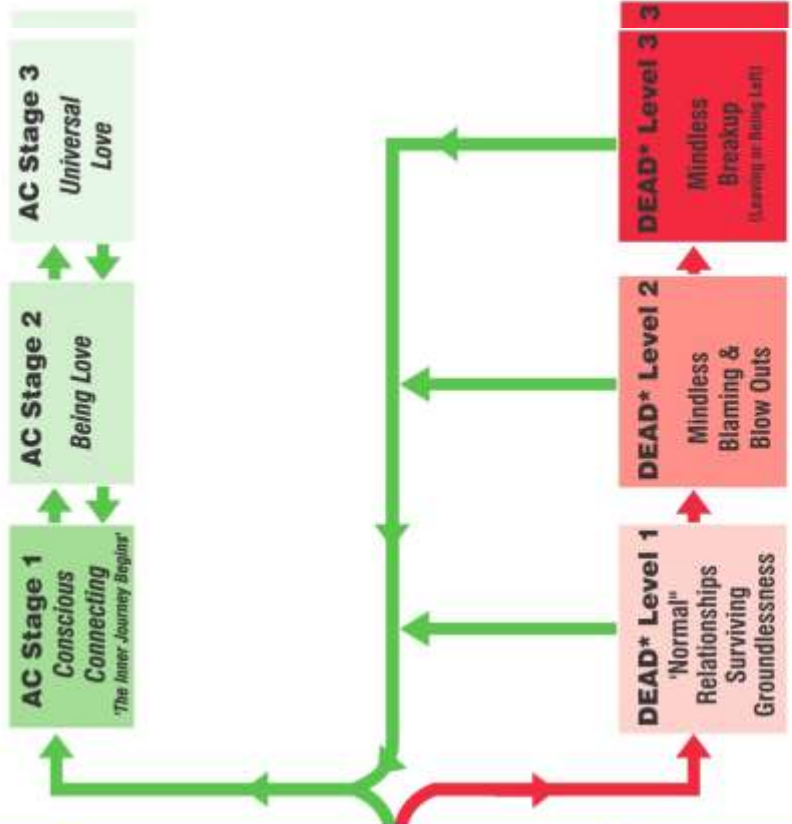 AC Stage 1
Conscious
Connecting
'The Inner Journey Begins'
AC Stage 2
Being Love
AC Stage 3
Universal
Love
DEAD* Level 1
'Normal"
Relationships
Surviving
Groundlessness
DEAD* Level 2
Mindless
Blaming &
Blow Outs
DEAD* Level 3
Mindless
Breakup
(Leaving or Being Left)
3